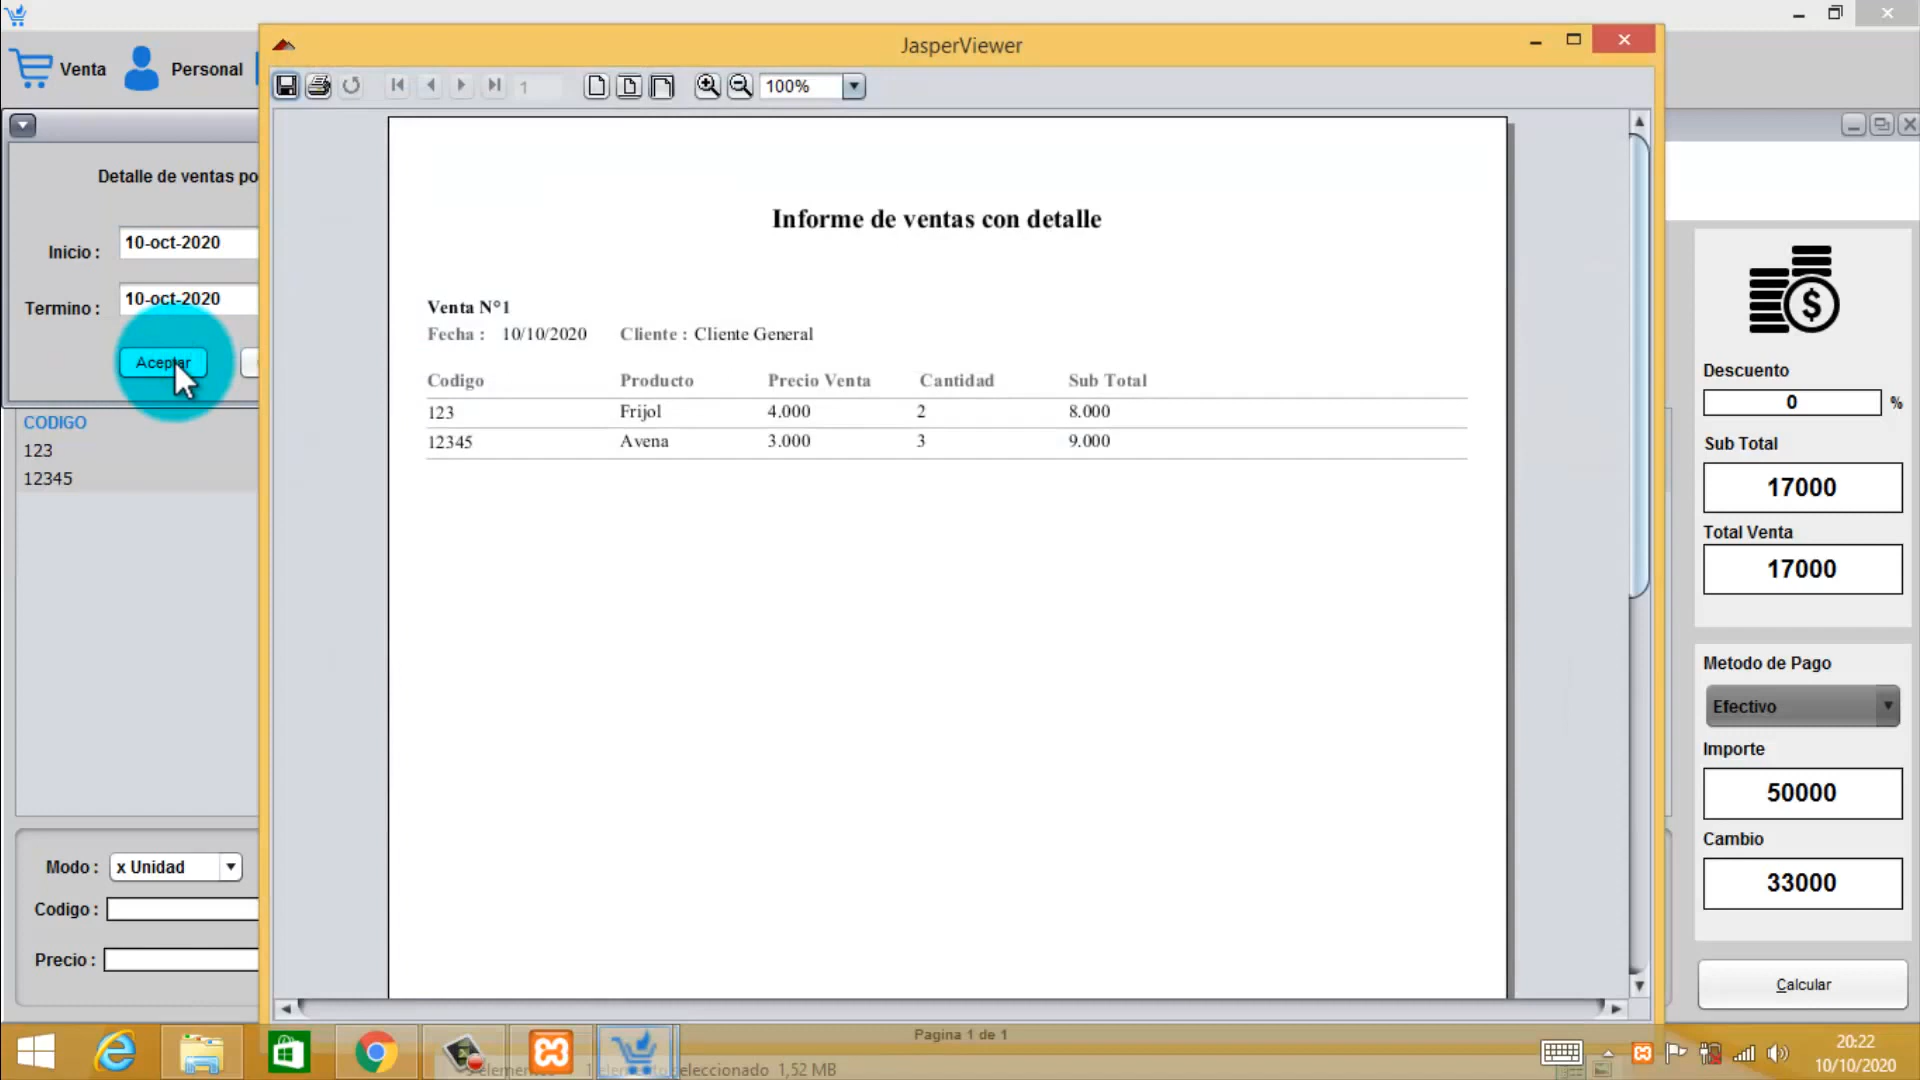 JasperViewer
Venta
Personal
1
100%
Detalle de ventas po
Inicio :
10-oct-2020
Termino :
10-oct-2020
Aceptar
CODIGO
123
12345
Modo :
x Unidad
Codigo :
Precio :
Informe de ventas con detalle
Venta N°1
Fecha : 10/10/2020 Cliente : Cliente General
Codigo Producto Precio Venta Cantidad Sub Total
123 Frijol 4.000 2 8.000
12345 Avena 3.000 3 9.000
Pagina 1 de 1
Descuento
0 %
Sub Total
17000
Total Venta
17000
Metodo de Pago
Efectivo
Importe
50000
Cambio
33000
Calcular
seleccionado 1,52 MB
20:22
10/10/2020